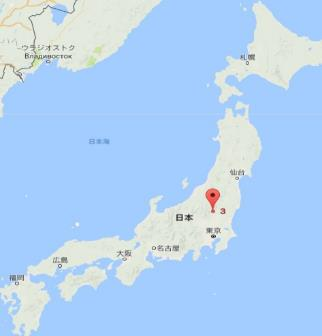 ウラジオストク
Владивосток
札幌
日本海
仙台
日本
3
東京
名古屋
大阪
広島
福岡